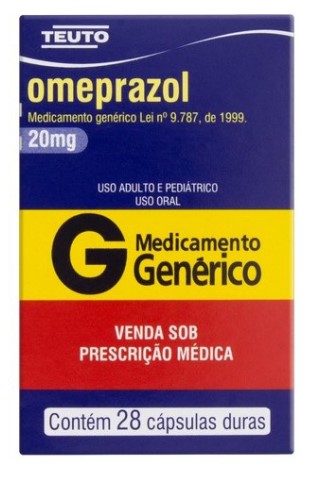 TEUTO
omeprazol
Medicamento genérico Lei nº 9.787, de 1999.
20mg
USO ADULTO E PEDIÁTRICO
USO ORAL
G Medicamento
Genérico
VENDA SOB
PRESCRIÇÃO MÉDICA
Contém 28 cápsulas duras